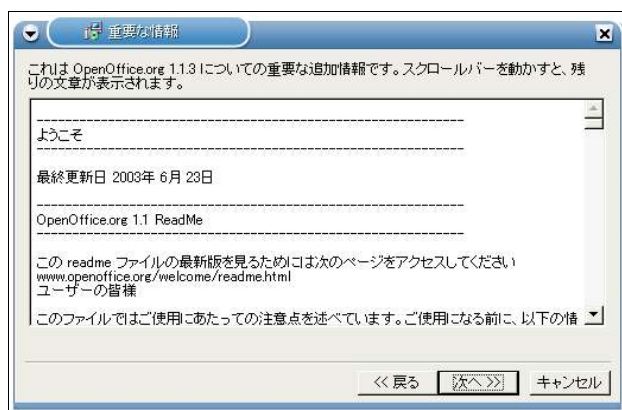 重要な情報
これは OpenOffice.org 1.1.3 についての重要な追加情報です。スクロールバーを動かすと、残
りの文章が表示されます。
----------------------------------------------------------------------
ようこそ
----------------------------------------------------------------------
最終更新日 2003年 6月 23日
----------------------------------------------------------------------
OpenOffice.org 1.1 ReadMe
----------------------------------------------------------------------
この readme ファイルの最新版を見るためには次のページをアクセスしてください
www.openoffice.org/welcome/readme.html
ユーザーの皆様
このファイルではご使用にあたっての注意点を述べています。ご使用になる前に、以下の情
<< 戻る 次へ >> キャンセル